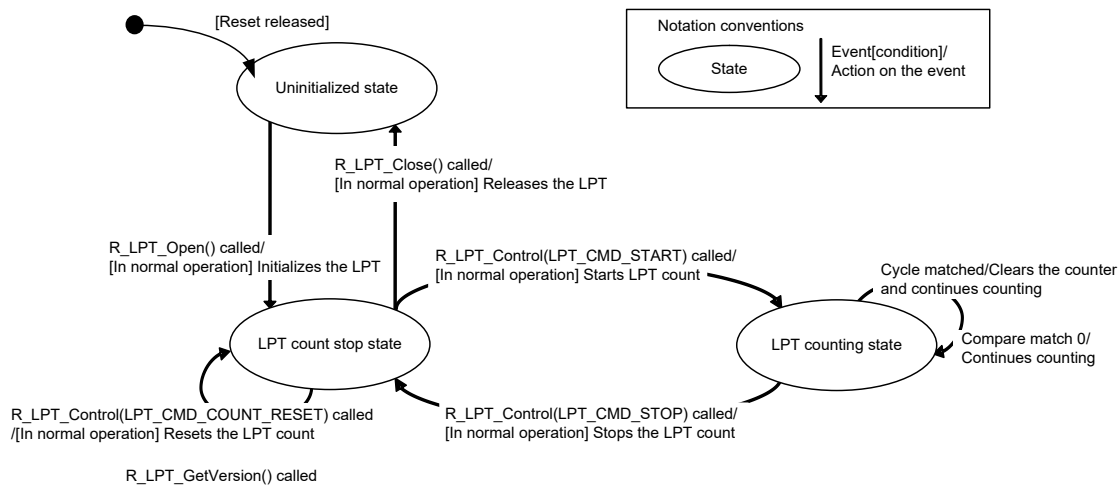 [Reset released]
Notation conventions
State
Event[condition]/
Action on the event
Uninitialized state
R_LPT_Close() called/
[In normal operation] Releases the LPT
R_LPT_Open() called/
[In normal operation] Initializes the LPT
R_LPT_Control(LPT_CMD_START) called/
[In normal operation] Starts LPT count
Cycle matched/Clears the counter
and continues counting
LPT count stop state
LPT counting state
Compare match 0/
Continues counting
R_LPT_Control(LPT_CMD_COUNT_RESET) called
/[In normal operation] Resets the LPT count
R_LPT_Control(LPT_CMD_STOP) called/
[In normal operation] Stops the LPT count
R_LPT_GetVersion() called